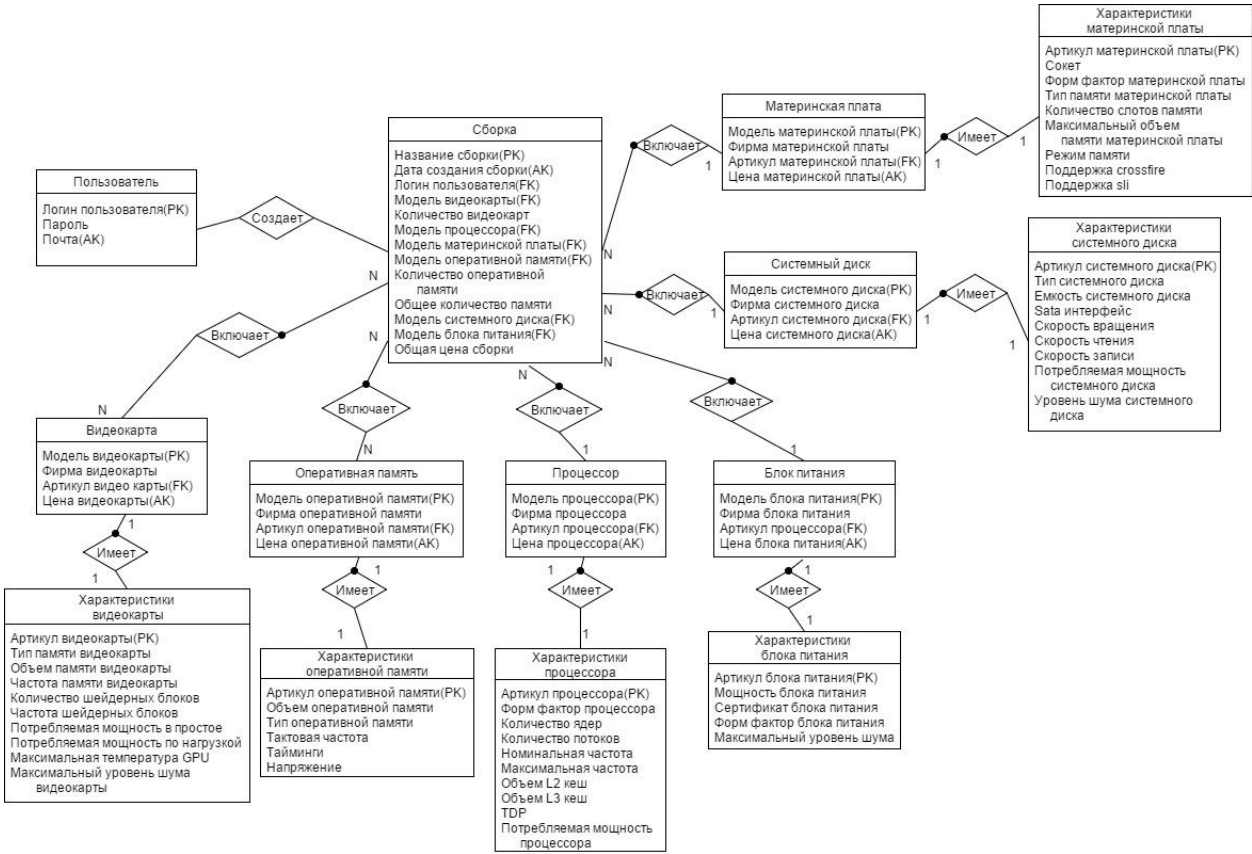 Характеристики
материнской платы
Артикул материнской платы(PK)
Сокет
Форм фактор материнской платы
Тип памяти материнской платы
Количество слотов памяти
Максимальный объем
памяти материнской платы
Режим памяти
Поддержка crossfire
Поддержка sli
Материнская плата
Модель материнской платы(PK)
Фирма материнской платы
Артикул материнской платы(FK)
Цена материнской платы(AK)
Имеет
1
1
Включает
1
N
Сборка
Название сборки(PK)
Дата создания сборки(AK)
Логин пользователя(FK)
Модель видеокарты(FK)
Количество видеокарт
Модель процессора(FK)
Модель материнской платы(FK)
Модель оперативной памяти(FK)
Количество оперативной
памяти
Общее количество памяти
Модель системного диска(FK)
Модель блока питания(FK)
Общая цена сборки
Пользователь
Логин пользователя(PK)
Пароль
Почта(AK)
Создает
Характеристики
системного диска
Артикул системного диска(PK)
Тип системного диска
Емкость системного диска
Sata интерфейс
Скорость вращения
Скорость чтения
Скорость записи
Потребляемая мощность
системного диска
Уровень шума системного
диска
Системный диск
Модель системного диска(PK)
Фирма системного диска
Артикул системного диска(FK)
Цена системного диска(AK)
Имеет
1
1
Включает
1
N
N
Включает
N
N
Включает
N
N
Включает
1
N
Включает
1
Видеокарта
Модель видеокарты(PK)
Фирма видеокарты
Артикул видео карты(FK)
Цена видеокарты(AK)
Оперативная память
Модель оперативной памяти(PK)
Фирма оперативной памяти
Артикул оперативной памяти(FK)
Цена оперативной памяти(AK)
Процессор
Модель процессора(PK)
Фирма процессора
Артикул процессора(FK)
Цена процессора(AK)
Блок питания
Модель блока питания(PK)
Фирма блока питания
Артикул процессора(FK)
Цена блока питания(AK)
1
Имеет
1
1
Имеет
1
1
Имеет
1
1
Имеет
1
Характеристики
видеокарты
Артикул видеокарты(PK)
Тип памяти видеокарты
Объем памяти видеокарты
Частота памяти видеокарты
Количество шейдерных блоков
Частота шейдерных блоков
Потребляемая мощность в простое
Потребляемая мощность по нагрузкой
Максимальная температура GPU
Максимальный уровень шума
видеокарты
Характеристики
оперативной памяти
Артикул оперативной памяти(PK)
Объем оперативной памяти
Тип оперативной памяти
Тактовая частота
Тайминги
Напряжение
Характеристики
процессора
Артикул процессора(PK)
Форм фактор процессора
Количество ядер
Количество потоков
Номинальная частота
Максимальная частота
Объем L2 кеш
Объем L3 кеш
TDP
Потребляемая мощность
процессора
Характеристики
блока питания
Артикул блока питания(PK)
Мощность блока питания
Сертификат блока питания
Форм фактор блока питания
Максимальный уровень шума